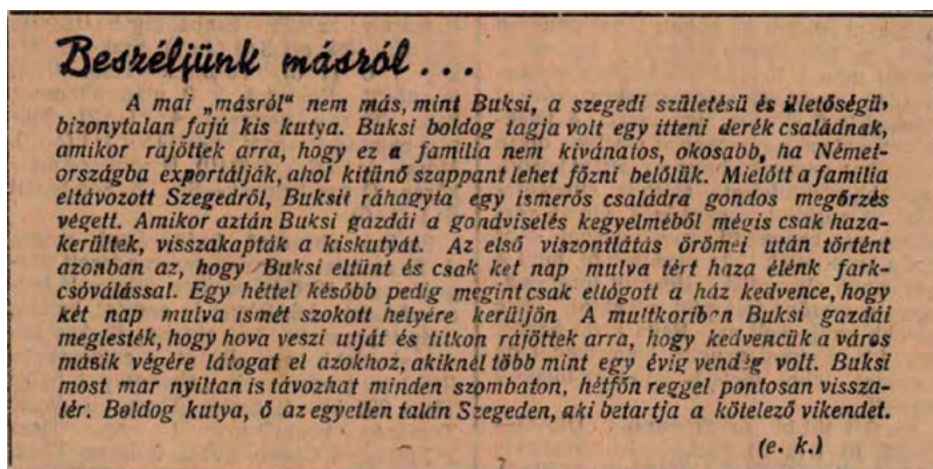 Beszéljünk másról...
A mai „másról“ nem más, mint Buksi, a szegedi születésü és illetőségü,
bizonytalan fajú kis kutya. Buksi boldog tagja volt egy itteni derék családnak,
amikor rajöttek arra, hogy ez a familia nem kivánatos, okosabb, ha Német-
országba exportálják, ahol kitünő szappant lehet főzni belőlük. Mielőtt a familia
eltávozott Szegedről, Buksit ráhagyta egy ismerős családra gondos megőrzés
végett. Amikor aztán Buksi gazdái a gondviselés kegyelméből mégis csak haza-
kerültek, visszakapták a kiskutyát. Az első viszontlátás örömei után történt
azonban az, hogy Buksi eltünt és csak ket nap mulva tért haza élénk fark-
csóválással. Egy héttel később pedig megint csak ellógott a ház kedvence, hogy
két nap mulva ismét szokott helyére kerüljön A multkoriban Buksi gazdái
meglesték, hogy hova veszi utját és titkon rájöttek arra, hogy kedvencük a város
másik végére látogat el azokhoz, akiknél több mint egy évig vendég volt. Buksi
most mar nyiltan is távozhat minden szombaton, hétfőn reggel pontosan vissza-
tér. Boldog kutya, ő az egyetlen talán Szegeden, aki betartja a kötelező vikendet.
(e. k.)